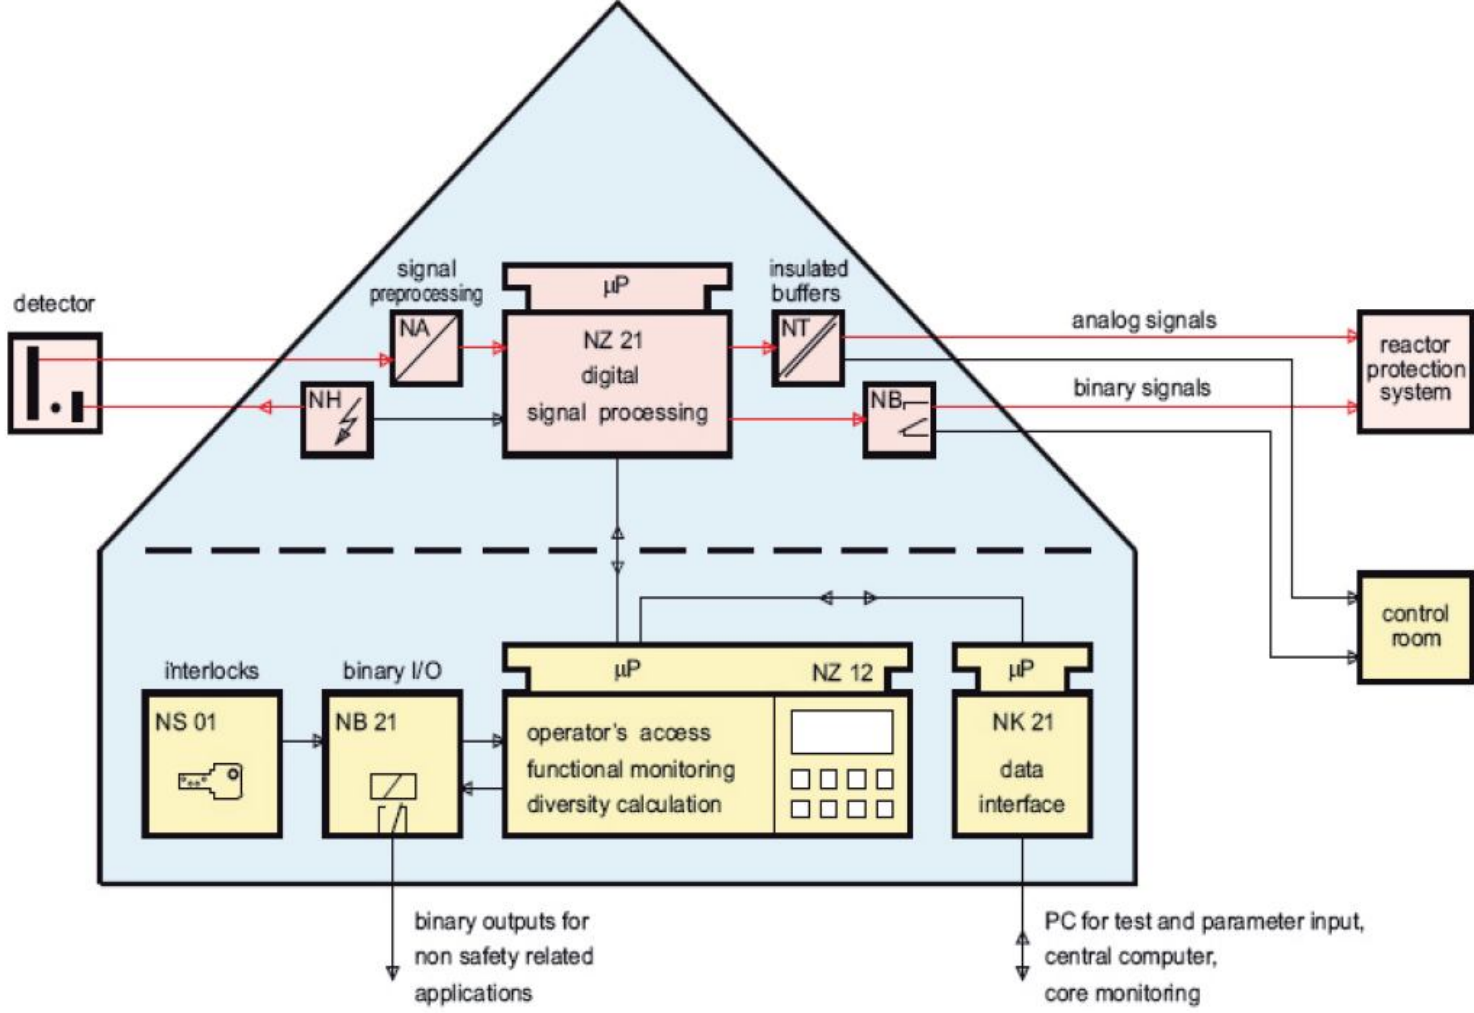 detector
signal
preprocessing
NA
NH
µP
NZ 21
digital
signal processing
insulated
buffers
NT
NB
analog signals
binary signals
reactor
protection
system
control
room
interlocks
NS 01
binary I/O
NB 21
µP
NZ 12
operator's access
functional monitoring
diversity calculation
µP
NK 21
data
interface
binary outputs for
non safety related
applications
PC for test and parameter input,
central computer,
core monitoring